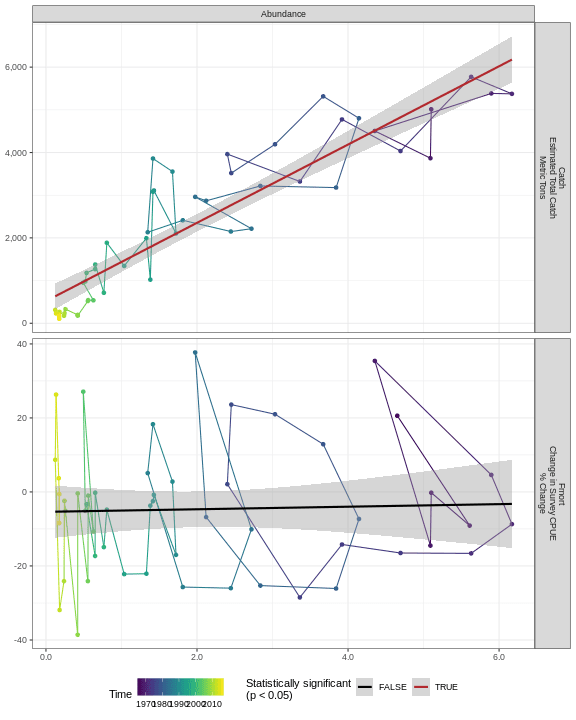 Abundance
6,000
4,000
2,000
0
Catch
Estimated Total Catch
Metric Tons
40
20
0
-20
-40
Fmort
Change in Survey CPUE
% Change
0.0 2.0 4.0 6.0
Time
1970 1980 1990 2000 2010
Statistically significant
(p < 0.05)
FALSE TRUE